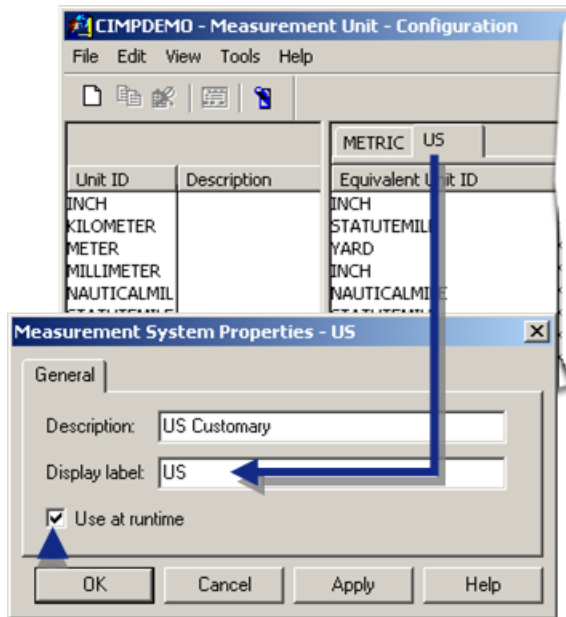 CIMPDEMO - Measurement Unit - Configuration
File Edit View Tools Help
METRIC US
Unit ID Description Equivalent Unit ID
INCH INCH
KILOMETER STATUTEMILE
METER YARD
MILLIMETER INCH
NAUTICALMIL NAUTICALMILE
Measurement System Properties - US
General
Description: US Customary
Display label: US
Use at runtime
OK Cancel Apply Help